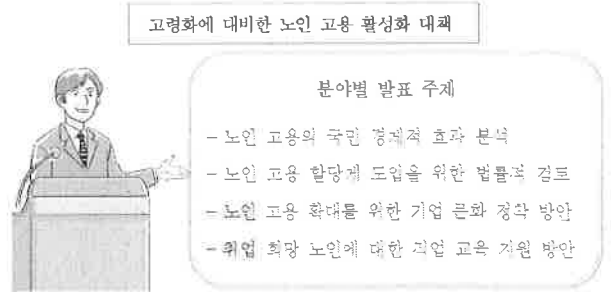 고령화에 대비한 노인 고용 활성화 대책
분야별 발표 주제
- 노인 고용의 국민 경제적 효과 분석
- 노인 고용 할당제 도입을 위한 법률적 검토
- 노인 고용 확대를 위한 기업 문화 정착 방안
- 취업 희망 노인에 대한 직업 교육 지원 방안